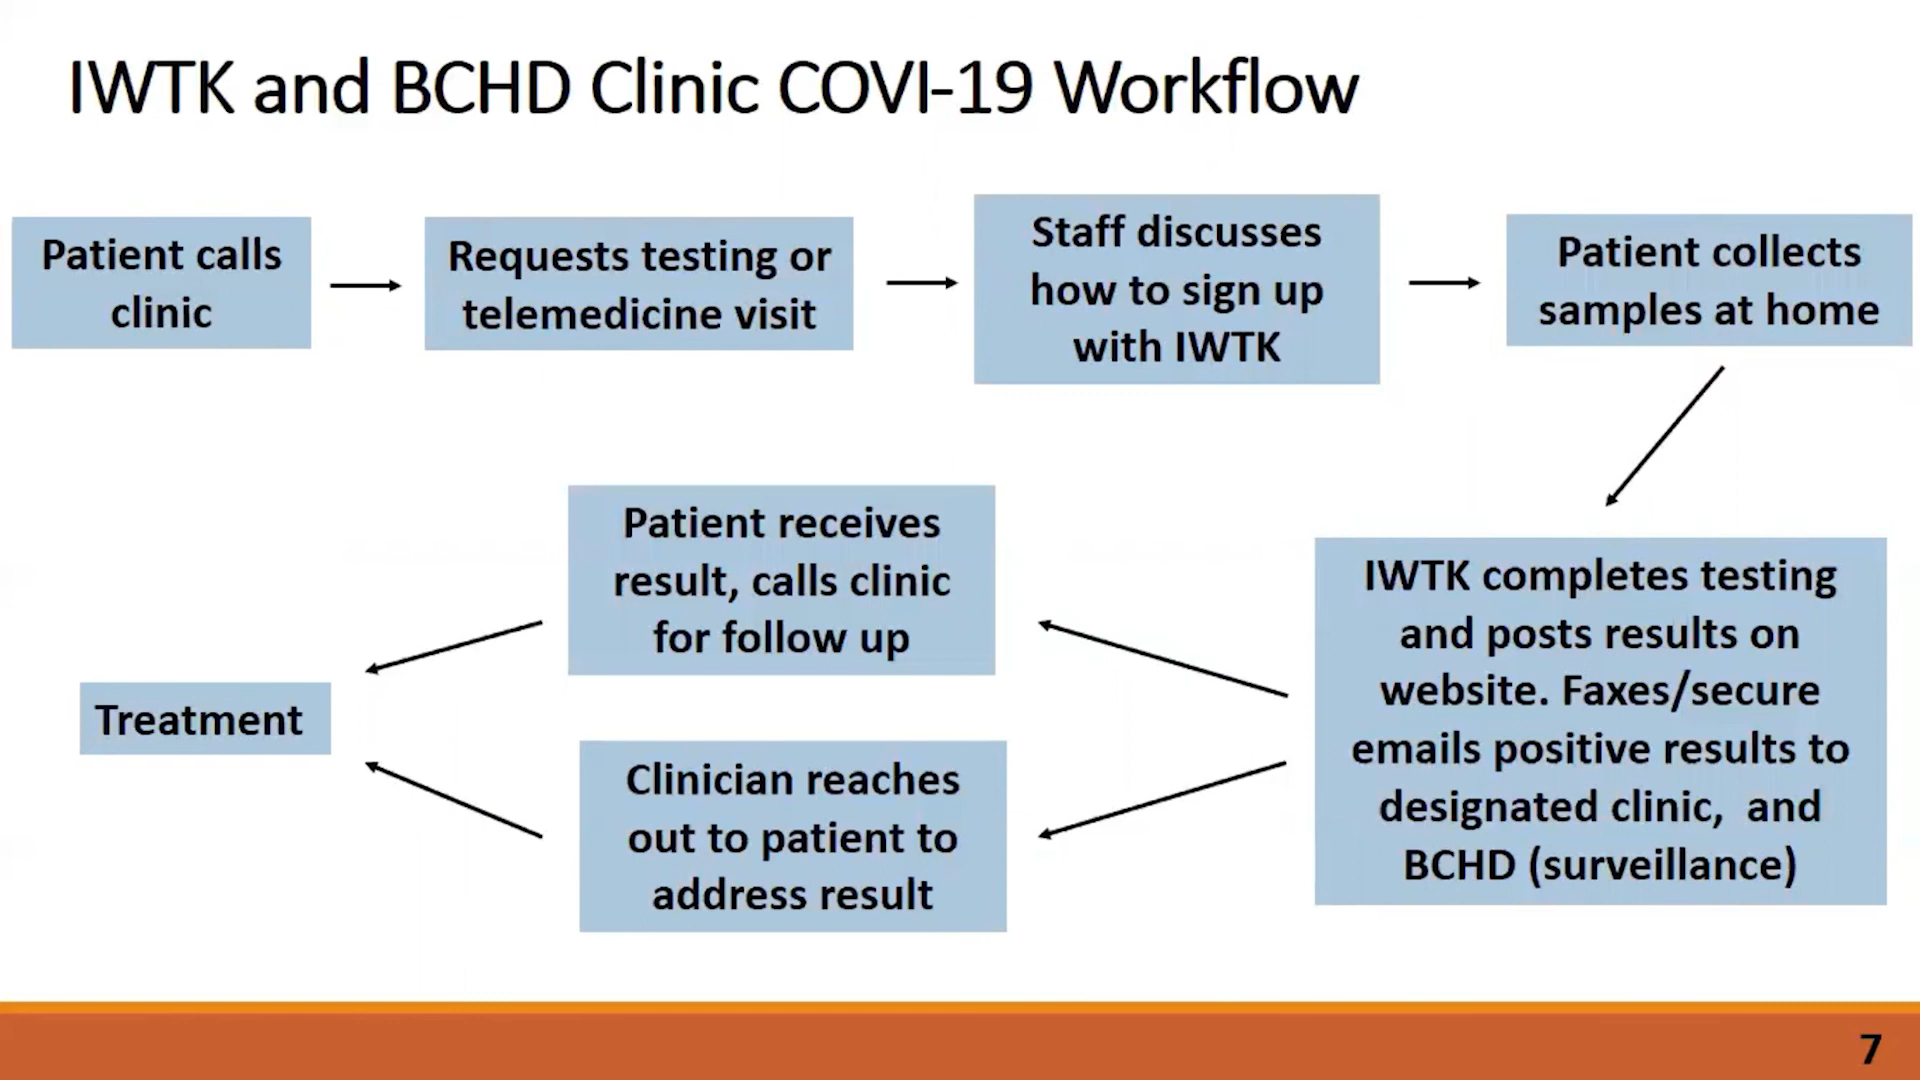 IWTK and BCHD Clinic COVI-19 Workflow
Patient calls
clinic
Requests testing or
telemedicine visit
Staff discusses
how to sign up
with IWTK
Patient collects
samples at home
IWTK completes testing
and posts results on
website. Faxes/secure
emails positive results to
designated clinic, and
BCHD (surveillance)
Patient receives
result, calls clinic
for follow up
Clinician reaches
out to patient to
address result
Treatment
7